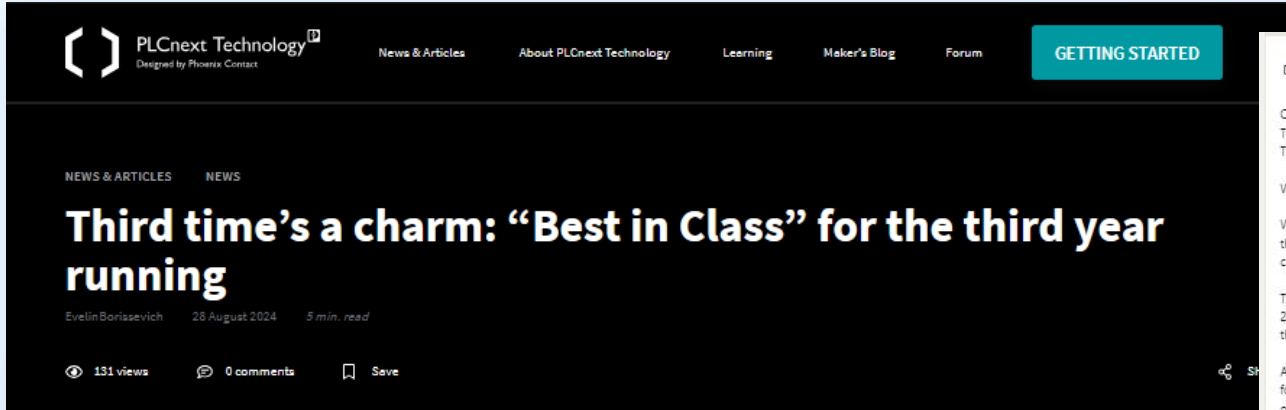 PLCnext Technology
Designed by Phoenix Contact
News & Articles
About PLCnext Technology
Learning
Maker's Blog
Forum
GETTING STARTED
NEWS & ARTICLES
NEWS
Third time’s a charm: “Best in Class” for the third year
running
EvelinBorissevich
28 August 2024
5 min. read
131 views
0 comments
Save